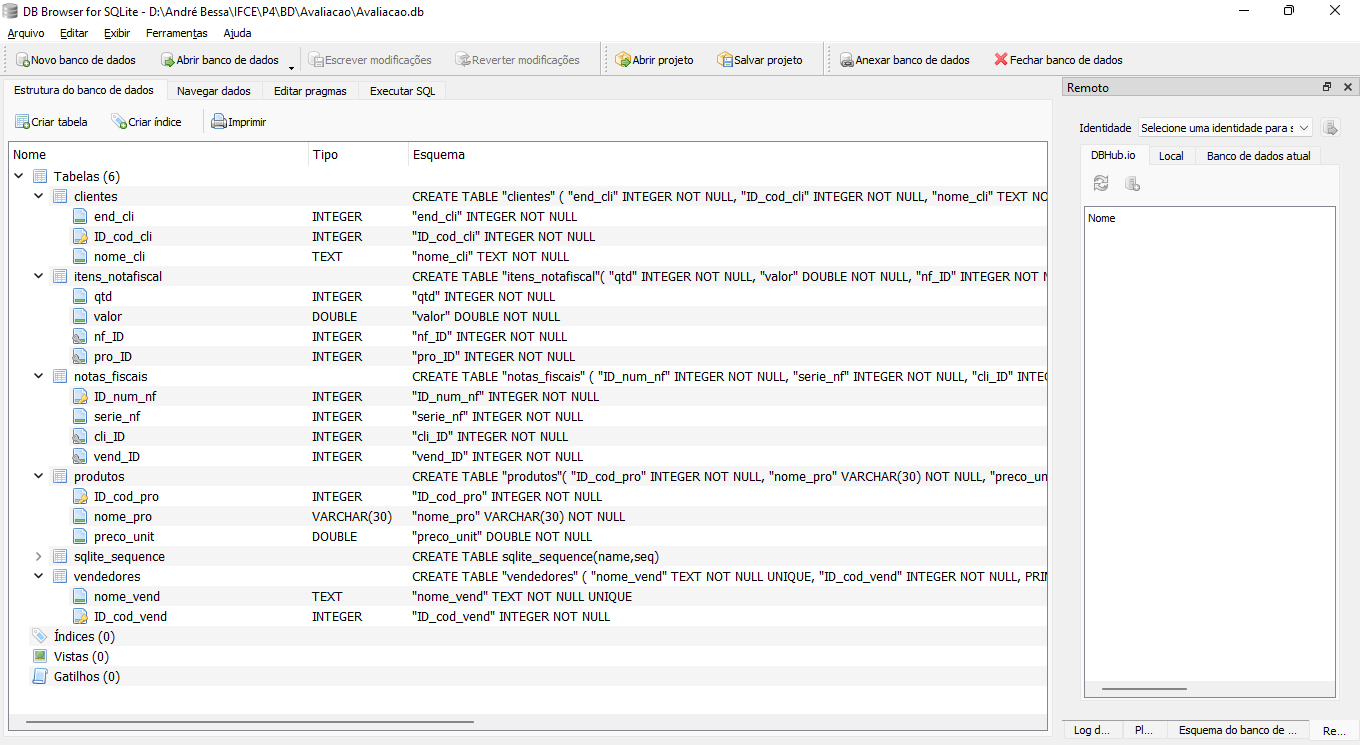 DB Browser for SQLite - D:\André Bessa\IFCE\P4\BD\Avaliacao\Avaliacao.db
Arquivo Editar Exibir Ferramentas Ajuda
Novo banco de dados Abrir banco de dados Escrever modificações Reverter modificações Abrir projeto Salvar projeto Anexar banco de dados Fechar banco de dados
Estrutura do banco de dados Navegar dados Editar pragmas Executar SQL
Criar tabela Criar índice Imprimir
Nome Tipo Esquema
Tabelas (6)
clientes CREATE TABLE "clientes" ( "end_cli" INTEGER NOT NULL, "ID_cod_cli" INTEGER NOT NULL, "nome_cli" TEXT NO
end_cli INTEGER "end_cli" INTEGER NOT NULL
ID_cod_cli INTEGER "ID_cod_cli" INTEGER NOT NULL
nome_cli TEXT "nome_cli" TEXT NOT NULL
itens_notafiscal CREATE TABLE "itens_notafiscal"( "qtd" INTEGER NOT NULL, "valor" DOUBLE NOT NULL, "nf_ID" INTEGER NOT N
qtd INTEGER "qtd" INTEGER NOT NULL
valor DOUBLE "valor" DOUBLE NOT NULL
nf_ID INTEGER "nf_ID" INTEGER NOT NULL
pro_ID INTEGER "pro_ID" INTEGER NOT NULL
notas_fiscais CREATE TABLE "notas_fiscais" ( "ID_num_nf" INTEGER NOT NULL, "serie_nf" INTEGER NOT NULL, "cli_ID" INTEG
ID_num_nf INTEGER "ID_num_nf" INTEGER NOT NULL
serie_nf INTEGER "serie_nf" INTEGER NOT NULL
cli_ID INTEGER "cli_ID" INTEGER NOT NULL
vend_ID INTEGER "vend_ID" INTEGER NOT NULL
produtos CREATE TABLE "produtos"( "ID_cod_pro" INTEGER NOT NULL, "nome_pro" VARCHAR(30) NOT NULL, "preco_un
ID_cod_pro INTEGER "ID_cod_pro" INTEGER NOT NULL
nome_pro VARCHAR(30) "nome_pro" VARCHAR(30) NOT NULL
preco_unit DOUBLE "preco_unit" DOUBLE NOT NULL
sqlite_sequence CREATE TABLE sqlite_sequence(name,seq)
vendedores CREATE TABLE "vendedores" ( "nome_vend" TEXT NOT NULL UNIQUE, "ID_cod_vend" INTEGER NOT NULL, PRI
nome_vend TEXT "nome_vend" TEXT NOT NULL UNIQUE
ID_cod_vend INTEGER "ID_cod_vend" INTEGER NOT NULL
Índices (0)
Vistas (0)
Gatilhos (0)
Remoto
Identidade Selecione uma identidade para s
DBHub.io Local Banco de dados atual
Nome
Log d... Pl... Esquema do banco de ... Re...